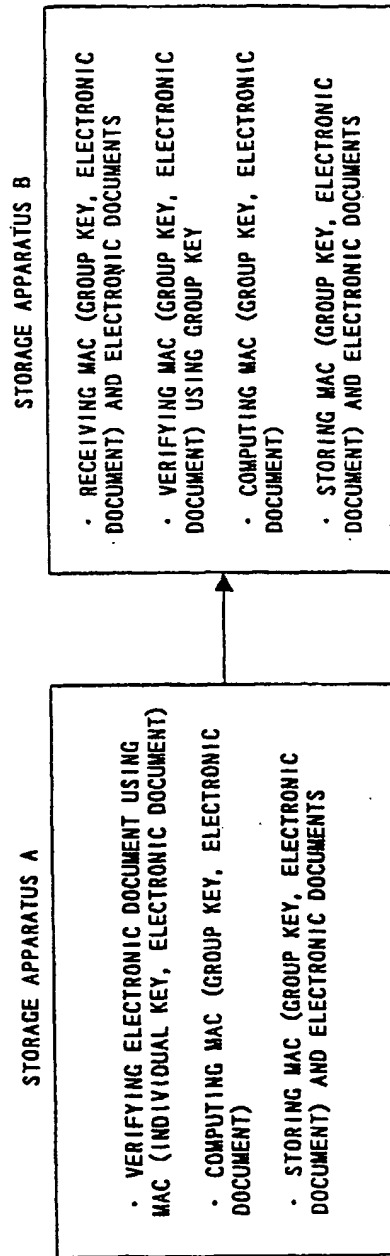 STORAGE APPARATUS A
· VERIFYING ELECTRONIC DOCUMENT USING
MAC (INDIVIDUAL KEY, ELECTRONIC DOCUMENT)
· COMPUTING MAC (GROUP KEY, ELECTRONIC
DOCUMENT)
· STORING MAC (GROUP KEY, ELECTRONIC
DOCUMENT) AND ELECTRONIC DOCUMENTS
STORAGE APPARATUS B
· RECEIVING MAC (GROUP KEY, ELECTRONIC
DOCUMENT) AND ELECTRONIC DOCUMENTS
· VERIFYING MAC (GROUP KEY, ELECTRONIC
DOCUMENT) USING GROUP KEY
· COMPUTING MAC (GROUP KEY, ELECTRONIC
DOCUMENT)
· STORING MAC (GROUP KEY, ELECTRONIC
DOCUMENT) AND ELECTRONIC DOCUMENTS